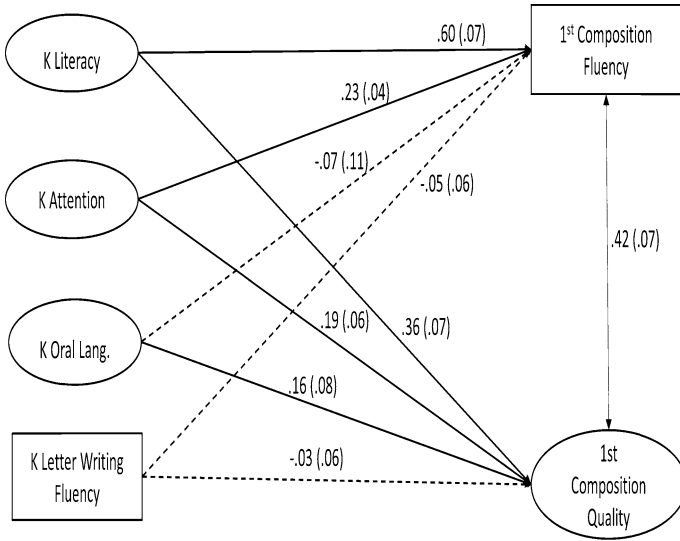 K Literacy
.60 (.07)
1st Composition
Fluency
.23 (.04)
K Attention
-.07 (.11)
-.05 (.06)
.42 (.07)
K Oral Lang.
.19 (.06)
.36 (.07)
.16 (.08)
K Letter Writing
Fluency
-.03 (.06)
1st
Composition
Quality